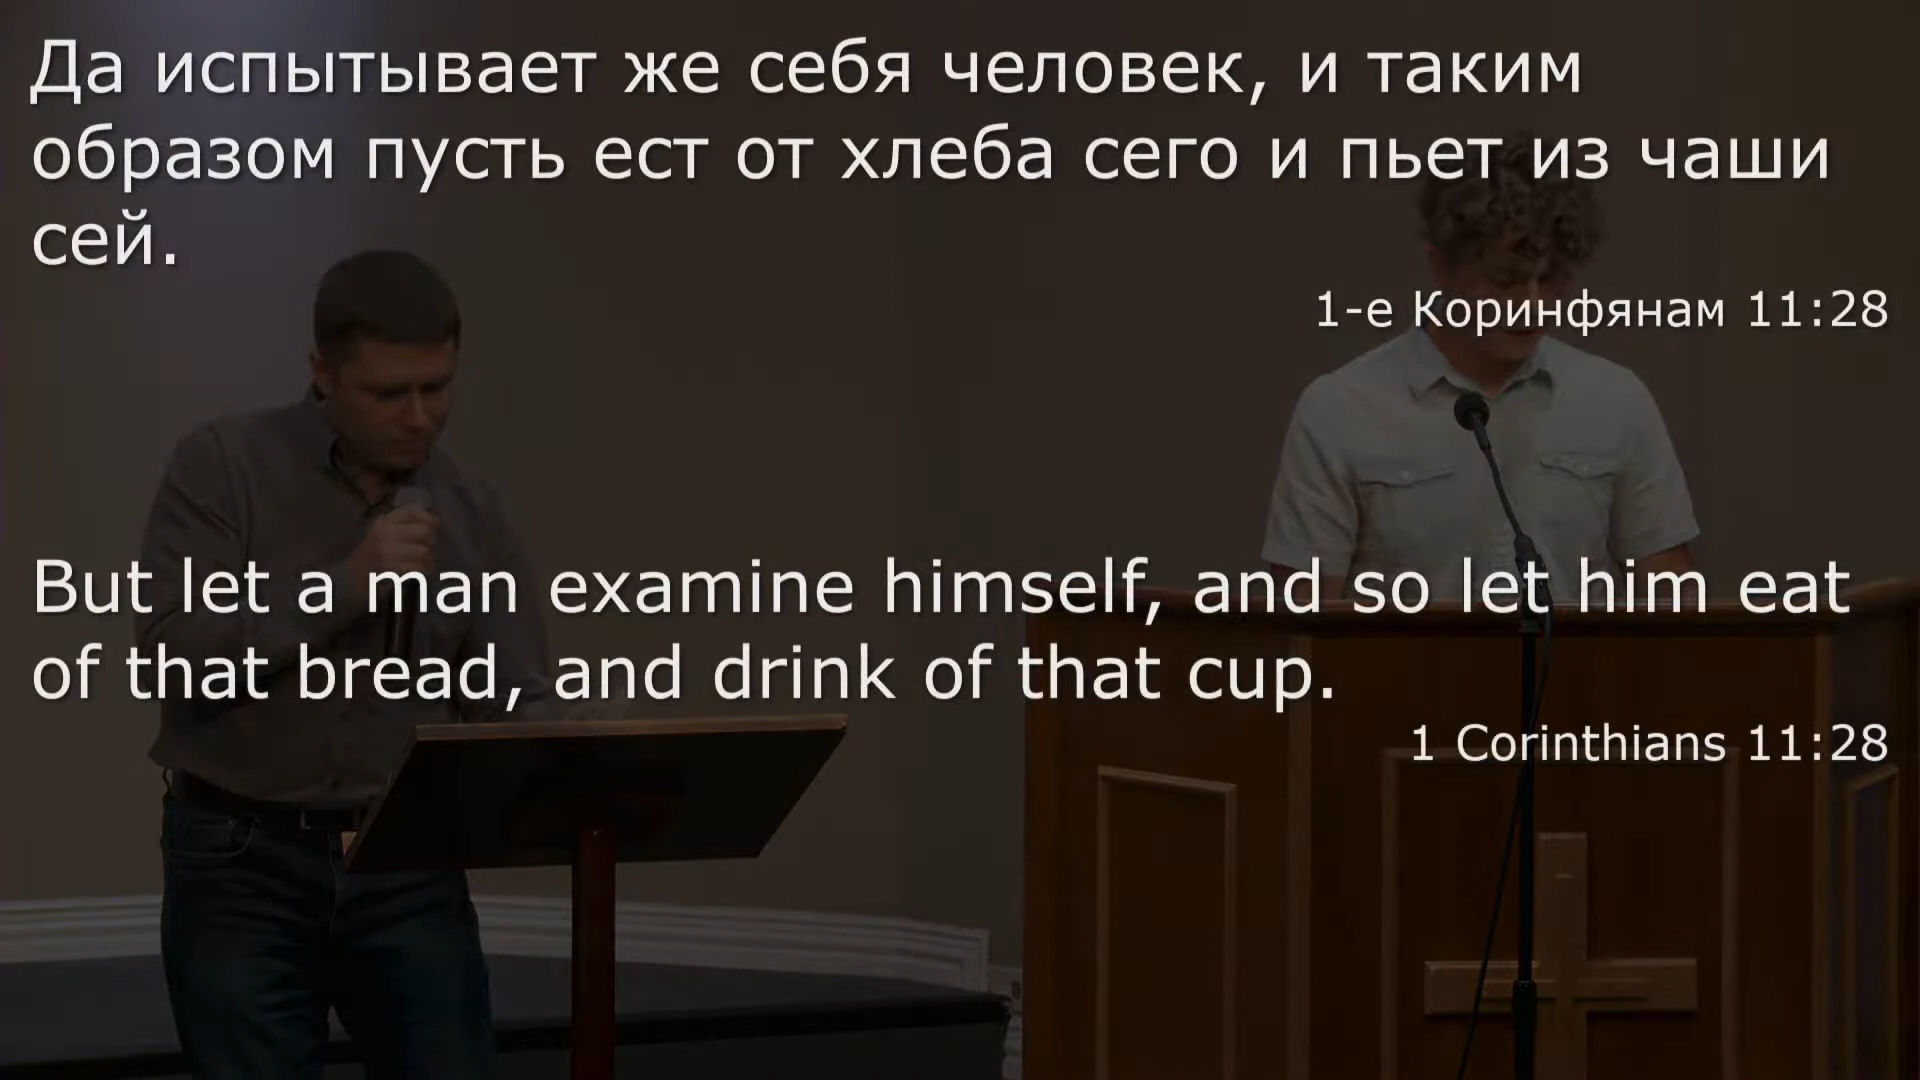 Да испытывает же себя человек, и таким
образом пусть ест от хлеба сего и пьет из чаши
сей.
1-е Коринфянам 11:28
But let a man examine himself, and so let him eat
of that bread, and drink of that cup.
1 Corinthians 11:28